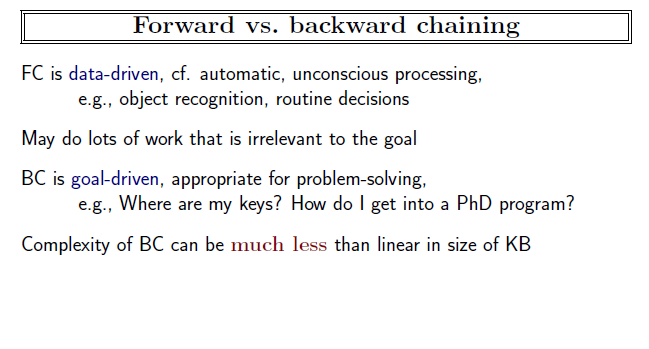 Forward vs. backward chaining
FC is data-driven, cf. automatic, unconscious processing,
e.g., object recognition, routine decisions
May do lots of work that is irrelevant to the goal
BC is goal-driven, appropriate for problem-solving,
e.g., Where are my keys? How do I get into a PhD program?
Complexity of BC can be much less than linear in size of KB